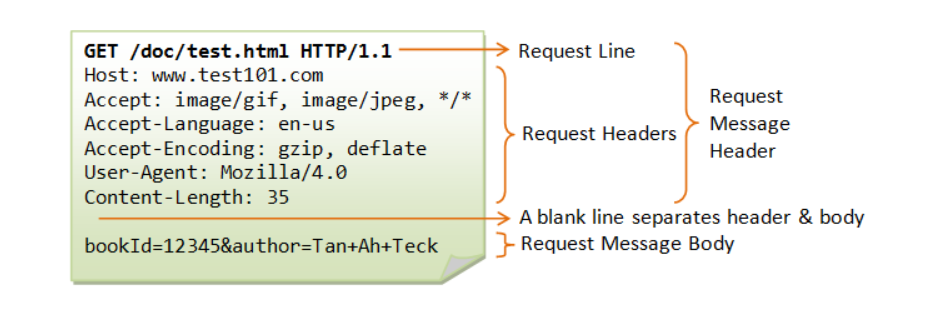 GET /doc/test.html HTTP/1.1
Host: www.test101.com
Accept: image/gif, image/jpeg, */*
Accept-Language: en-us
Accept-Encoding: gzip, deflate
User-Agent: Mozilla/4.0
Content-Length: 35
bookId=12345&author=Tan+Ah+Teck
Request Line
Request Headers
A blank line separates header & body
Request Message Body
Request
Message
Header